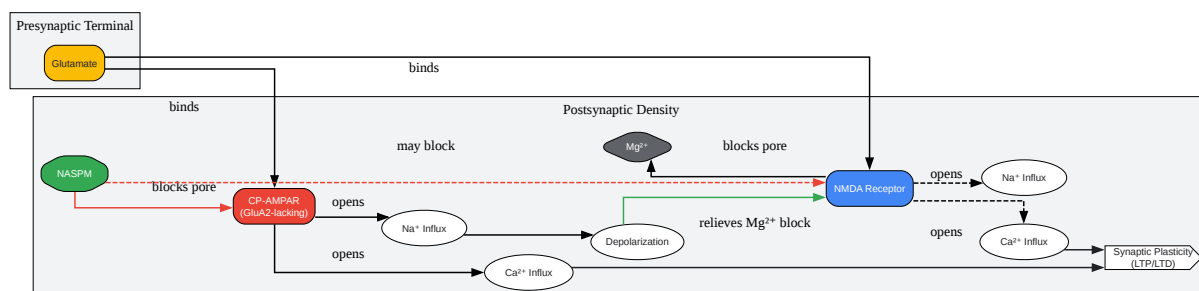 Presynaptic Terminal
Glutamate
binds
binds
Postsynaptic Density
may block
Mg²⁺
blocks pore
NASPM
blocks pore
CP-AMPAR
(GluA2-lacking)
opens
Na⁺ Influx
NMDA Receptor
opens
Na⁺ Influx
relieves Mg²⁺ block
Depolarization
opens
Ca²⁺ Influx
opens
Ca²⁺ Influx
Synaptic Plasticity
(LTP/LTD)